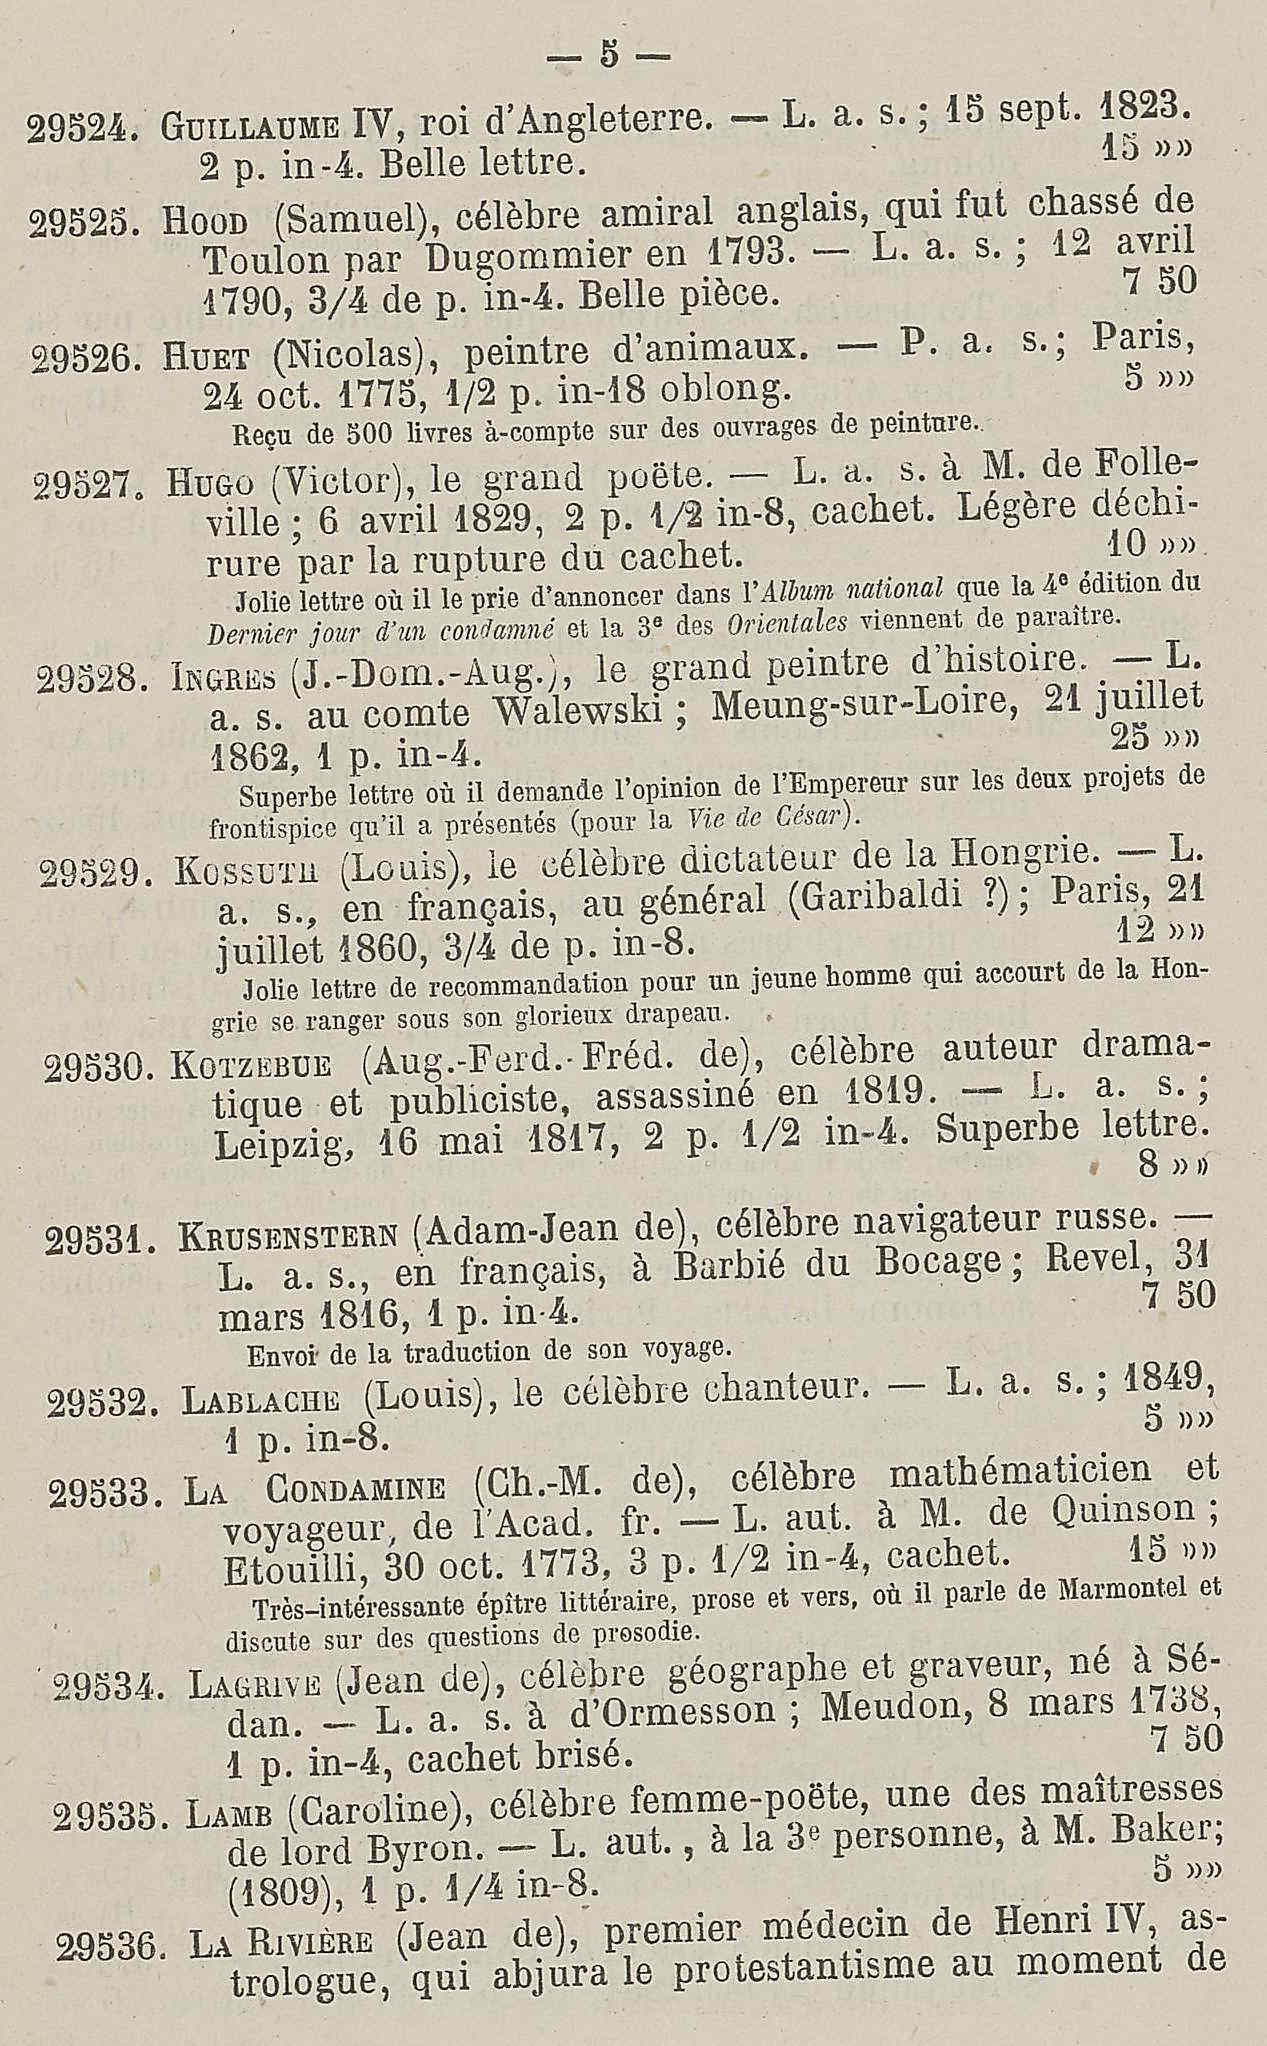 — 5 —
29524. GUILLAUME IV, roi d'Angleterre. — L. a. s. ; 15 sept. 1823.
2 p. in-4. Belle lettre. 15 »»
29525. HOOD (Samuel), célèbre amiral anglais, qui fut chassé de
Toulon par Dugommier en 1793. — L. a. s. ; 12 avril
1790, 3/4 de p. in-4. Belle pièce. 7 50
29526. HUET (Nicolas), peintre d'animaux. — P. a. s. ; Paris,
24 oct. 1775, 1/2 p. in-18 oblong. 5 »»
Reçu de 500 livres à-compte sur des ouvrages de peinture.
29527. HUGO (Victor), le grand poëte. — L. a. s. à M. de Folle-
ville ; 6 avril 1829, 2 p. 1/2 in-8, cachet. Légère déchi-
rure par la rupture du cachet. 10 »»
Jolie lettre où il le prie d'annoncer dans l'Album national que la 4e édition du
Dernier jour d'un condamné et la 3e des Orientales viennent de paraître.
29528. INGRES (J.-Dom.-Aug.), le grand peintre d'histoire. — L.
a. s. au comte Walewski ; Meung-sur-Loire, 21 juillet
1862, 1 p. in-4. 25 »»
Superbe lettre où il demande l'opinion de l'Empereur sur les deux projets de
frontispice qu'il a présentés (pour la Vie de César).
29529. KOSSUTH (Louis), le célèbre dictateur de la Hongrie. — L.
a. s., en français, au général (Garibaldi ?) ; Paris, 21
juillet 1860, 3/4 de p. in-8. 12 »»
Jolie lettre de recommandation pour un jeune homme qui accourt de la Hon-
grie se ranger sous son glorieux drapeau.
29530. KOTZEBUE (Aug.-Ferd.-Fréd. de), célèbre auteur drama-
tique et publiciste, assassiné en 1819. — L. a. s. ;
Leipzig, 16 mai 1817, 2 p. 1/2 in-4. Superbe lettre.
8 »»
29531. KRUSENSTERN (Adam-Jean de), célèbre navigateur russe. —
L. a. s., en français, à Barbié du Bocage ; Revel, 31
mars 1816, 1 p. in-4. 7 50
Envoi de la traduction de son voyage.
29532. LABLACHE (Louis), le célèbre chanteur. — L. a. s. ; 1849,
1 p. in-8. 5 »»
29533. LA CONDAMINE (Ch.-M. de), célèbre mathématicien et
voyageur, de l'Acad. fr. — L. aut. à M. de Quinson ;
Etouilli, 30 oct. 1773, 3 p. 1/2 in-4, cachet. 15 »»
Très-intéressante épître littéraire, prose et vers, où il parle de Marmontel et
discute sur des questions de prosodie.
29534. LAGRIVE (Jean de), célèbre géographe et graveur, né à Sé-
dan. — L. a. s. à d'Ormesson ; Meudon, 8 mars 1738,
1 p. in-4, cachet brisé. 7 50
29535. LAMB (Caroline), célèbre femme-poëte, une des maîtresses
de lord Byron. — L. aut., à la 3e personne, à M. Baker;
(1809), 1 p. 1/4 in-8. 5 »»
29536. LA RIVIÈRE (Jean de), premier médecin de Henri IV, as-
trologue, qui abjura le protestantisme au moment de